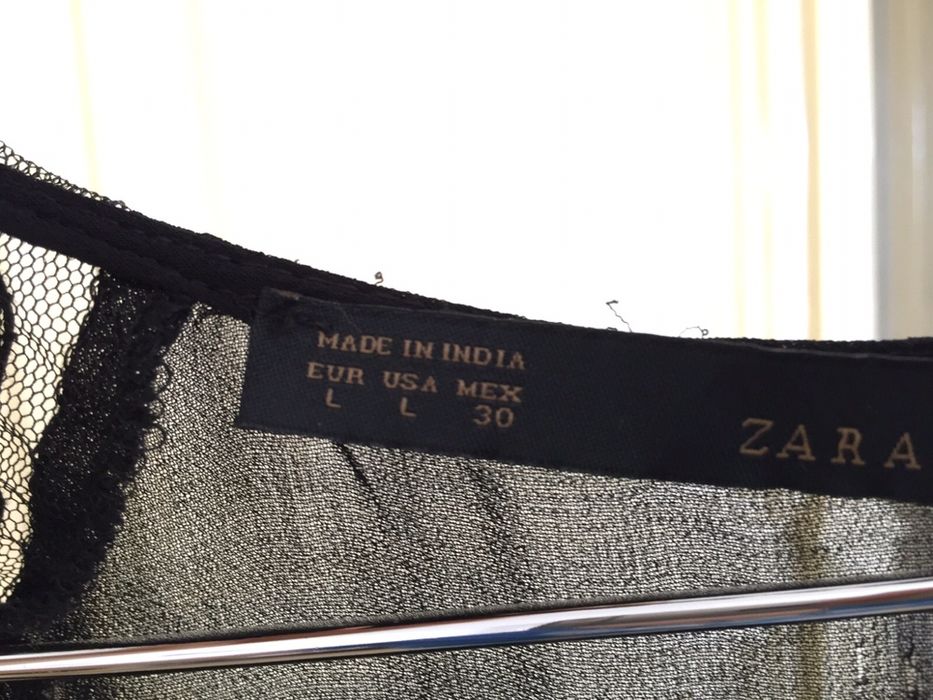 MADE IN INDIA
EUR USA MEX
L L 30
ZARA